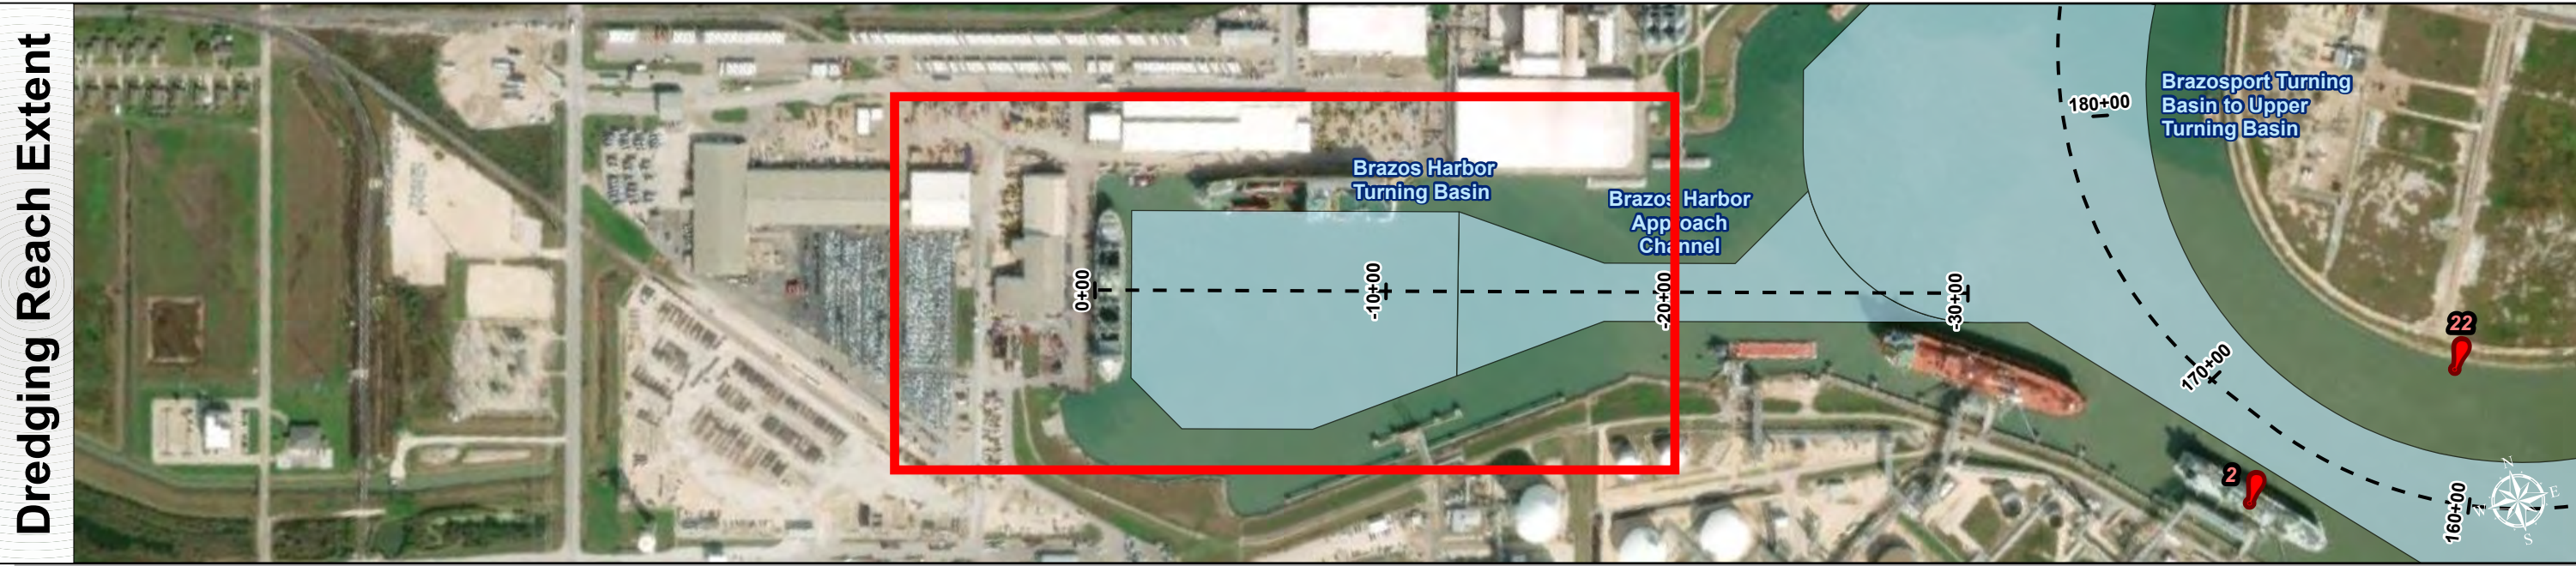 Dredging Reach Extent
Brazos Harbor
Turning Basin
Brazos Harbor
Approach
Channel
Brazosport Turning
Basin to Upper
Turning Basin
0+00
-10+00
-20+00
-30+00
180+00
170+00
160+00
22
2
N
E
S
W